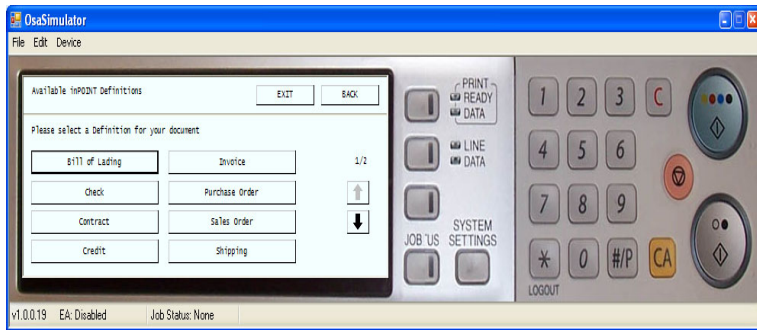 OsaSimulator
File Edit Device
Available inPOINT Definitions
EXIT
BACK
Please select a Definition for your document
Bill of Lading
Invoice
1/2
Check
Purchase Order
Contract
Sales Order
Credit
Shipping
PRINT
READY
DATA
LINE
DATA
JOB ˜US
SYSTEM
SETTINGS
1 2 3 C
4 5 6
7 8 9
* 0 #/P CA
LOGOUT
v1.0.0.19 EA: Disabled Job Status: None